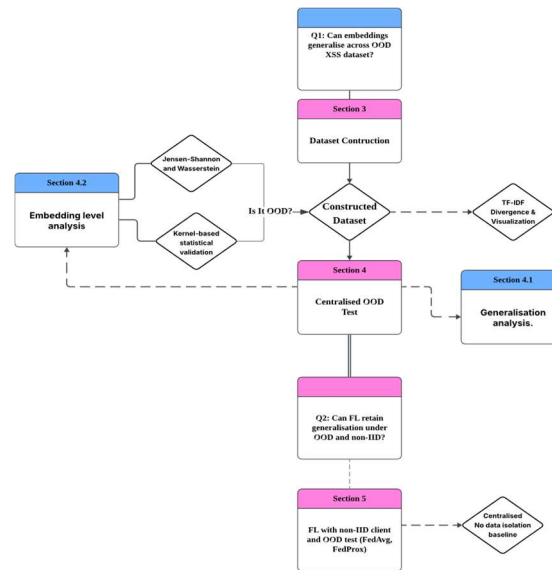 Q1: Can embeddings
generalise across OOD
XSS dataset?
Section 3
Dataset Contruction
Jensen-Shannon
and Wasserstein
Section 4.2
Embedding level
analysis
Kernel-based
statistical
validation
Is It OOD?
Constructed
Dataset
TF-IDF
Divergence &
Visualization
Section 4
Centralised OOD
Test
Section 4.1
Generalisation
analysis.
Q2: Can FL retain
generalisation under
OOD and non-IID?
Section 5
FL with non-IID client
and OOD test (FedAvg,
FedProx)
Centralised
No data isolation
baseline